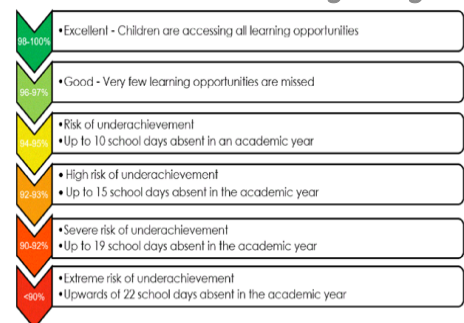 98-100%
•Excellent - Children are accessing all learning opportunities
96-97%
•Good - Very few learning opportunities are missed
94-95%
•Risk of underachievement
•Up to 10 school days absent in an academic year
92-93%
•High risk of underachievement
•Up to 15 school days absent in the academic year
90-92%
•Severe risk of underachievement
•Up to 19 school days absent in the academic year
<90%
•Extreme risk of underachievement
•Upwards of 22 school days absent in the academic year